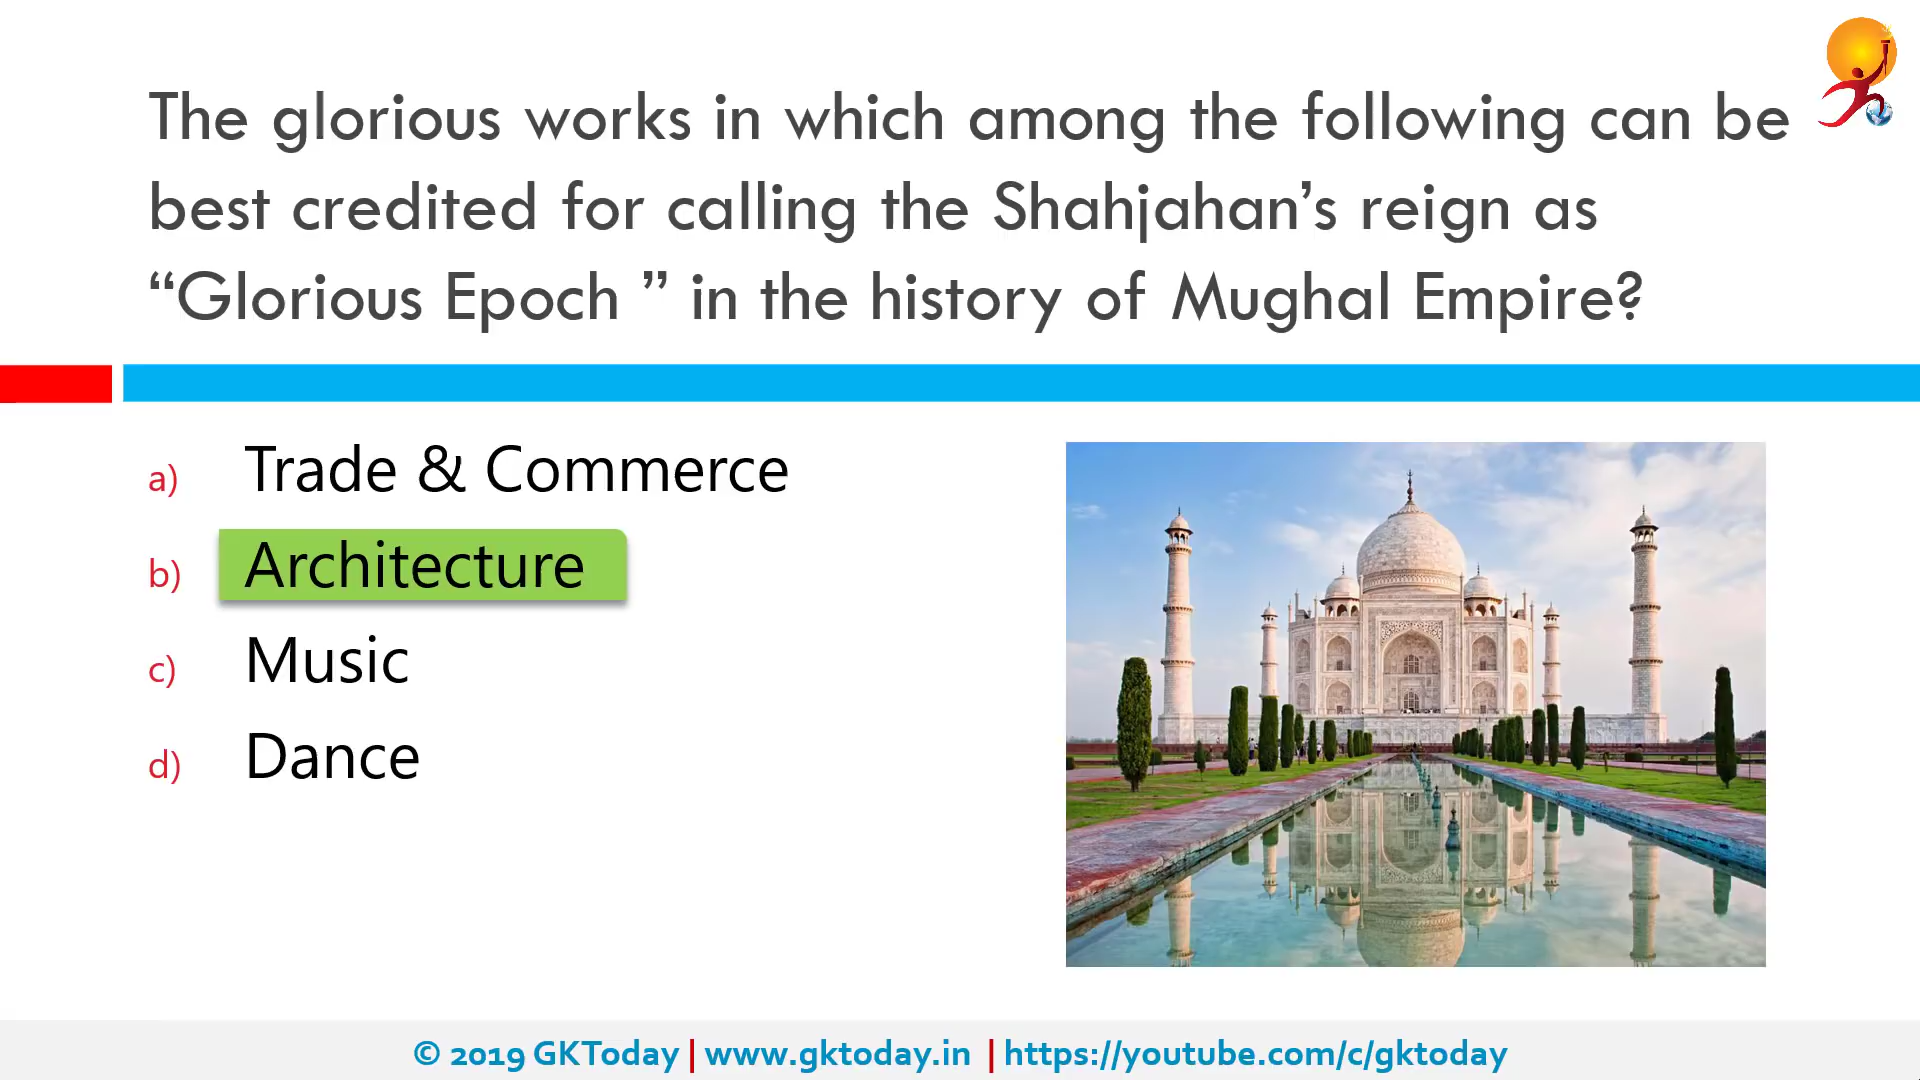 The glorious works in which among the following can be
best credited for calling the Shahjahan’s reign as
“Glorious Epoch ” in the history of Mughal Empire?
a) Trade & Commerce
b) Architecture
c) Music
d) Dance
© 2019 GKToday | www.gktoday.in | https://youtube.com/c/gktoday